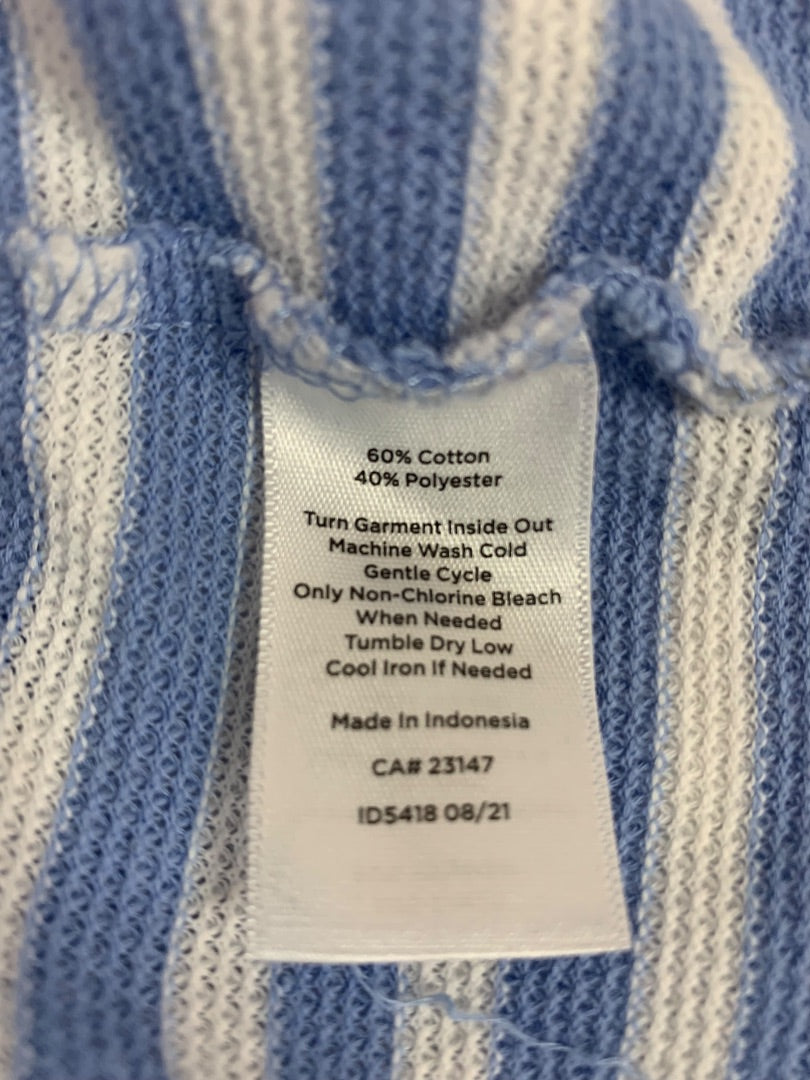 60% Cotton
40% Polyester
Turn Garment Inside Out
Machine Wash Cold
Gentle Cycle
Only Non-Chlorine Bleach
When Needed
Tumble Dry Low
Cool Iron If Needed
Made In Indonesia
CA# 23147
ID5418 08/21